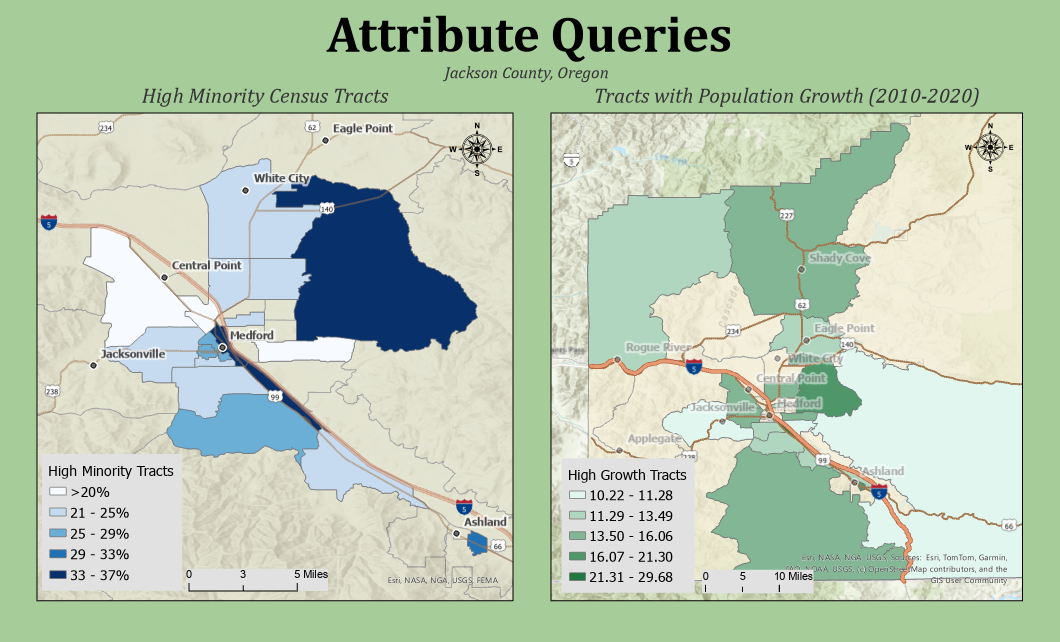 Attribute Queries
Jackson County, Oregon
High Minority Census Tracts
Tracts with Population Growth (2010-2020)
234
62
Eagle Point
N
W E
S
White City
140
5
Central Point
Medford
Jacksonville
238
99
High Minority Tracts
>20%
21 - 25%
25 - 29%
29 - 33%
33 - 37%
5
Ashland
66
0 3 5 Miles
Esri, NASA, NGA, USGS, FEMA
5
N
W E
S
227
Shady Cove
62
234
Eagle Point
140
Rogue River
White City
5
Central Point
Jacksonville
Medford
Applegate
238
99
Ashland
5
66
High Growth Tracts
10.22 - 11.28
11.29 - 13.49
13.50 - 16.06
16.07 - 21.30
21.31 - 29.68
0 5 10 Miles
Esri, NASA, NGA, USGS, Sources: Esri, TomTom, Garmin,
FAO, NOAA, USGS, (c) OpenStreetMap contributors, and the
GIS User Community